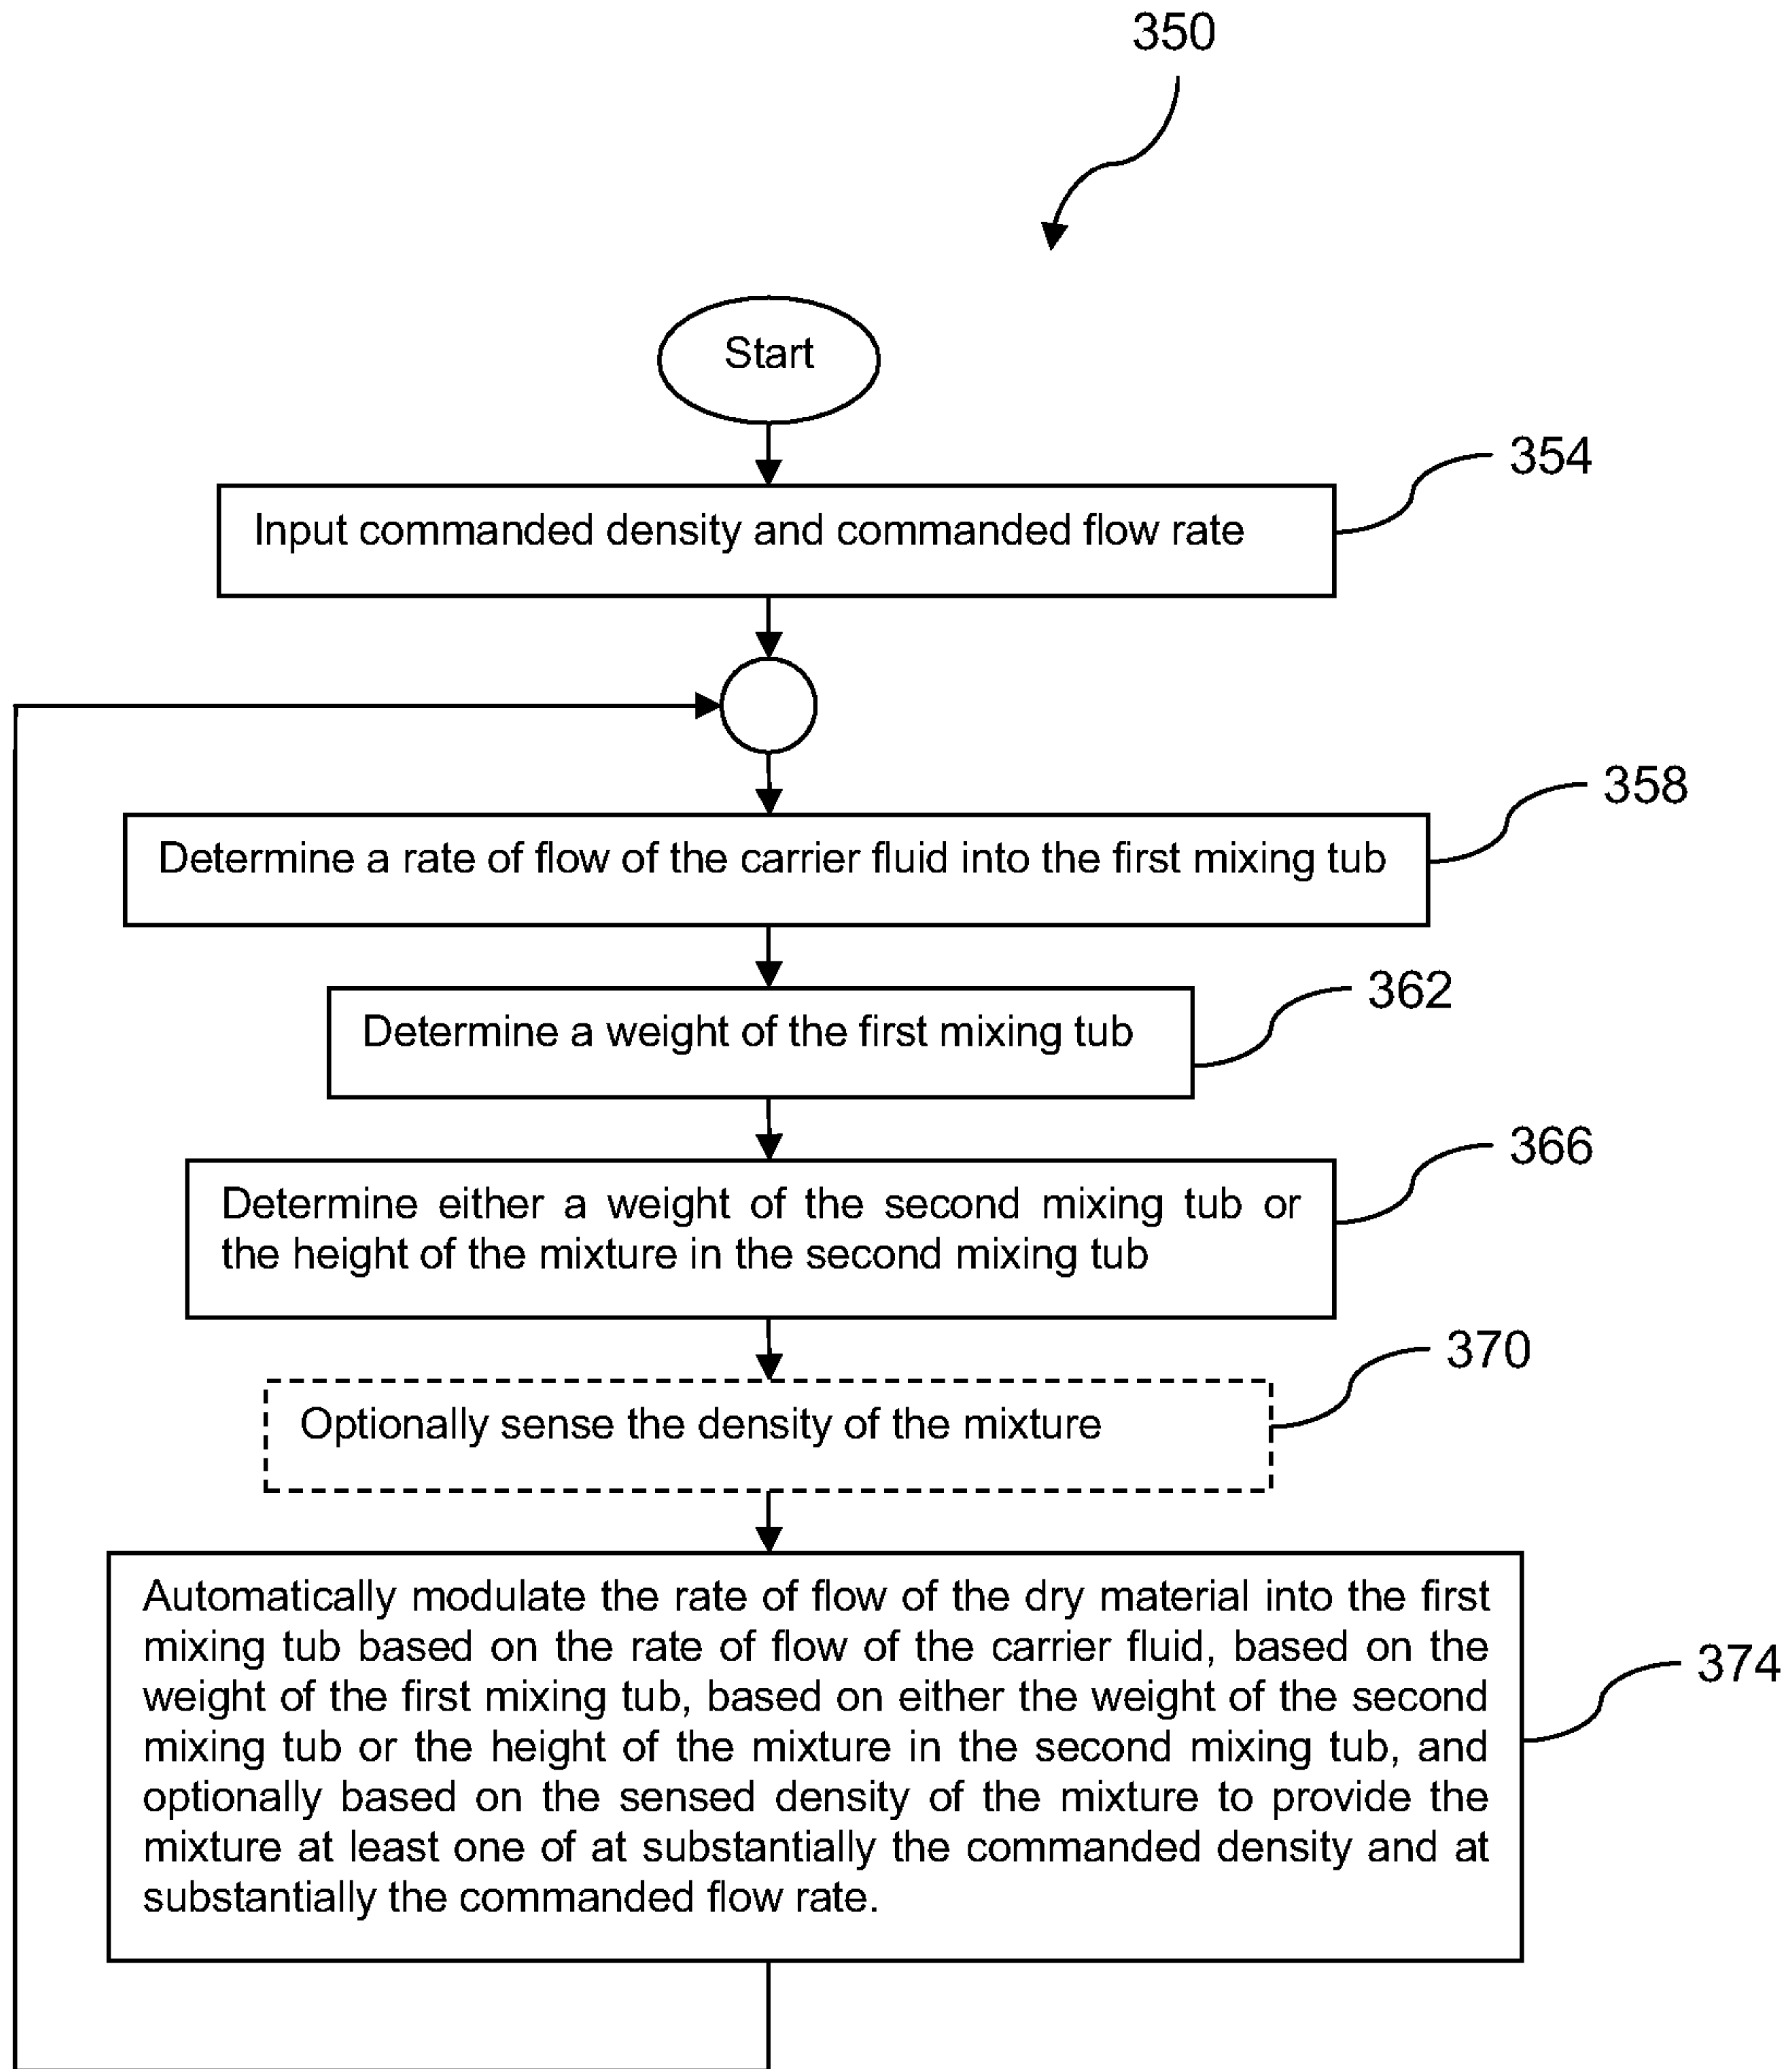 350
Start
354
Input commanded density and commanded flow rate
358
Determine a rate of flow of the carrier fluid into the first mixing tub
362
Determine a weight of the first mixing tub
366
Determine either a weight of the second mixing tub or
the height of the mixture in the second mixing tub
370
Optionally sense the density of the mixture
Automatically modulate the rate of flow of the dry material into the first
mixing tub based on the rate of flow of the carrier fluid, based on the
weight of the first mixing tub, based on either the weight of the second
mixing tub or the height of the mixture in the second mixing tub, and
optionally based on the sensed density of the mixture to provide the
mixture at least one of at substantially the commanded density and at
substantially the commanded flow rate.
374